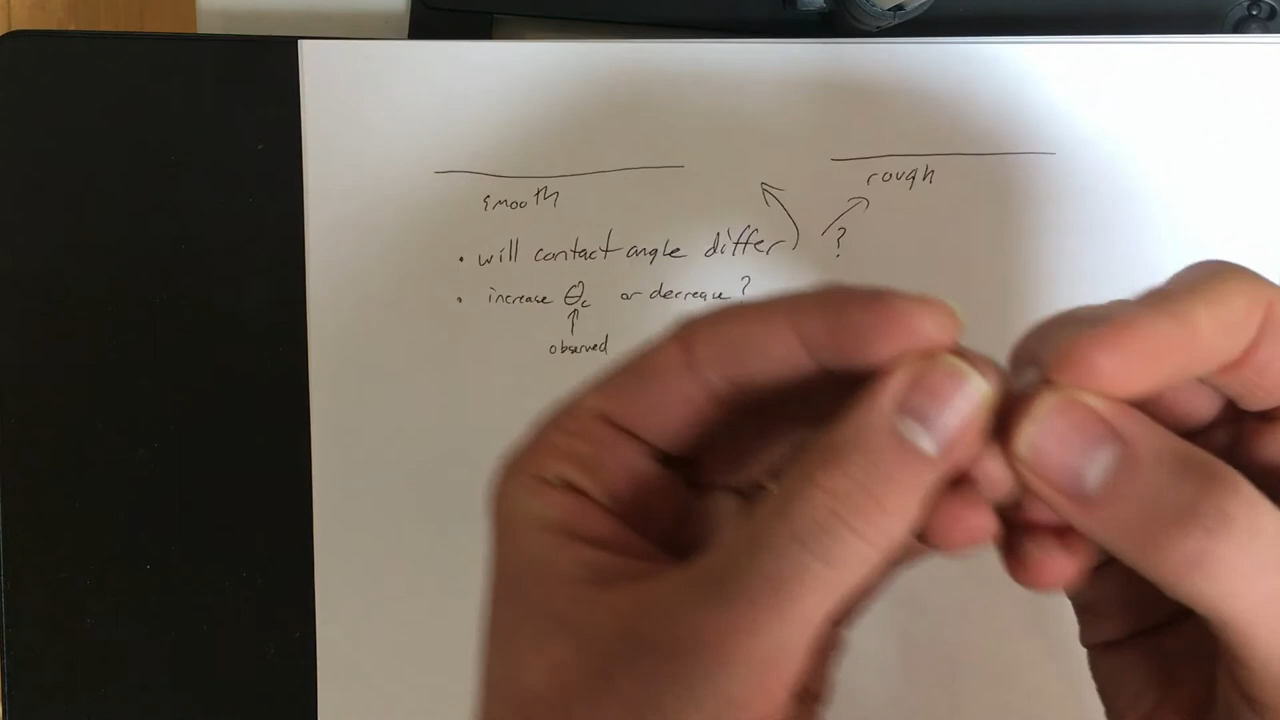 smooth
rough
• will contact angle differ ?
• increase θc or decrease?
observed